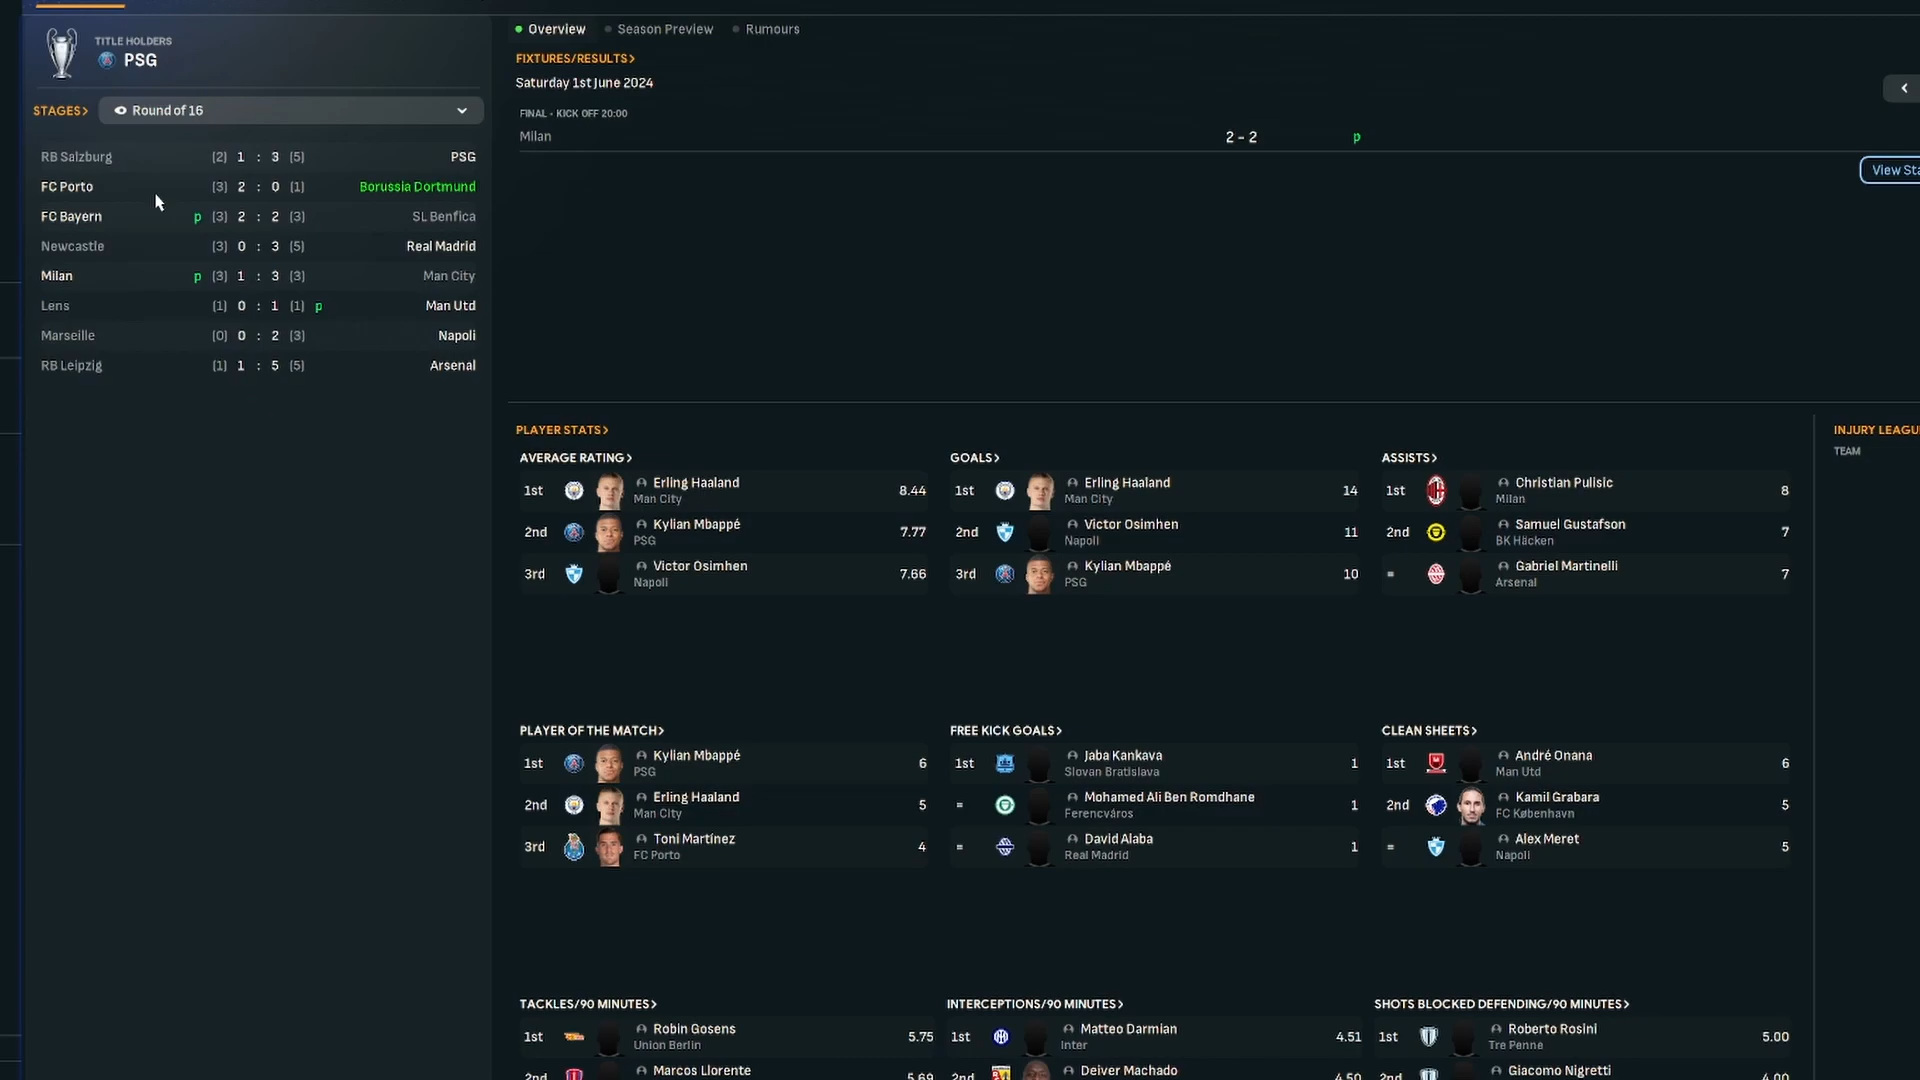 TITLE HOLDERS
PSG
STAGES>
Round of 16
RB Salzburg (2) 1 : 3 (5) PSG
FC Porto (3) 2 : 0 (1) Borussia Dortmund
FC Bayern p (3) 2 : 2 (3) SL Benfica
Newcastle (3) 0 : 3 (5) Real Madrid
Milan p (3) 1 : 3 (3) Man City
Lens (1) 0 : 1 (1) p Man Utd
Marseille (0) 0 : 2 (3) Napoli
RB Leipzig (1) 1 : 5 (5) Arsenal
Overview Season Preview Rumours
FIXTURES/RESULTS>
Saturday 1st June 2024
FINAL - KICK OFF 20:00
Milan 2 - 2 p
View Sta
PLAYER STATS>
AVERAGE RATING>
1st Erling Haaland 8.44
Man City
2nd Kylian Mbappé 7.77
PSG
3rd Victor Osimhen 7.66
Napoli
GOALS>
1st Erling Haaland 14
Man City
2nd Victor Osimhen 11
Napoli
3rd Kylian Mbappé 10
PSG
ASSISTS>
1st Christian Pulisic 8
Milan
2nd Samuel Gustafson 7
BK Häcken
= Gabriel Martinelli 7
Arsenal
INJURY LEAGU
TEAM
PLAYER OF THE MATCH>
1st Kylian Mbappé 6
PSG
2nd Erling Haaland 5
Man City
3rd Toni Martínez 4
FC Porto
FREE KICK GOALS>
1st Jaba Kankava 1
Slovan Bratislava
= Mohamed Ali Ben Romdhane 1
Ferencváros
= David Alaba 1
Real Madrid
CLEAN SHEETS>
1st André Onana 6
Man Utd
2nd Kamil Grabara 5
FC København
= Alex Meret 5
Napoli
TACKLES/90 MINUTES>
1st Robin Gosens 5.75
Union Berlin
2nd Marcos Llorente 5.69
INTERCEPTIONS/90 MINUTES>
1st Matteo Darmian 4.51
Inter
2nd Deiver Machado 4.50
SHOTS BLOCKED DEFENDING/90 MINUTES>
1st Roberto Rosini 5.00
Tre Penne
2nd Giacomo Nigretti 4.00